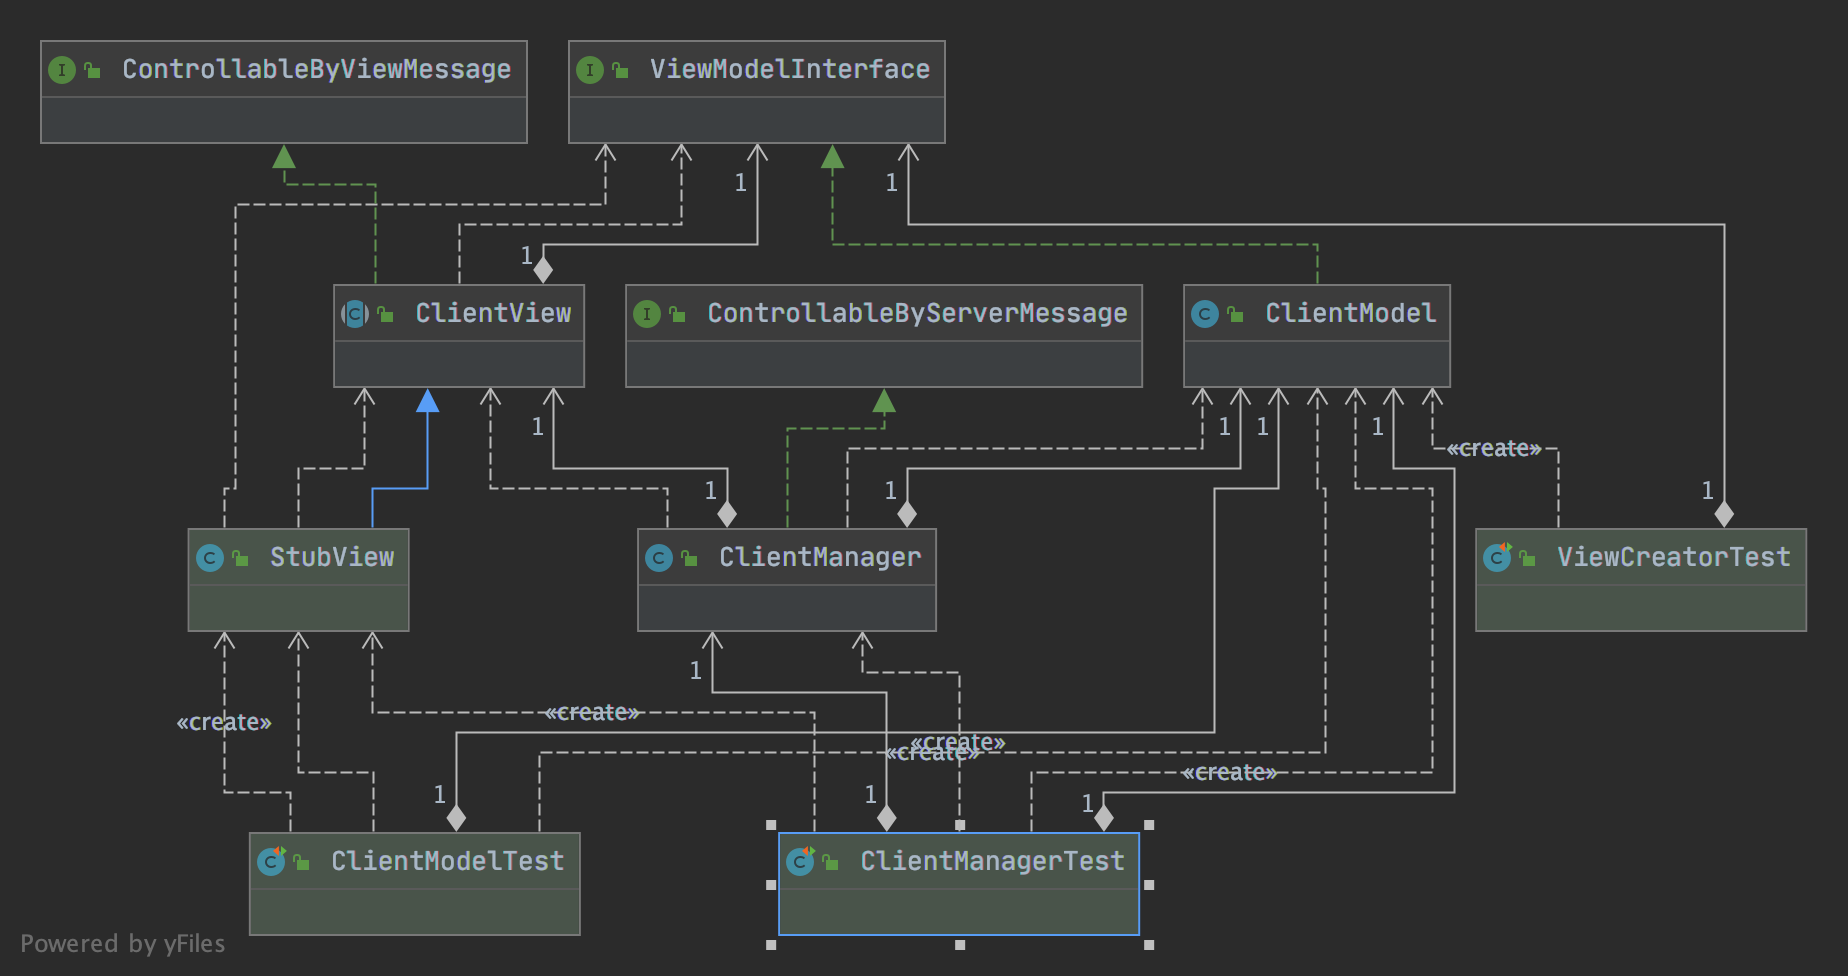 ControllableByViewMessage
ViewModelInterface
1
1
1
ClientView
ControllableByServerMessage
ClientModel
1
1
1
1
«create»
1
1
1
StubView
ClientManager
ViewCreatorTest
1
«create»
«create»
«create»
«create»
«create»
1
1
1
ClientModelTest
ClientManagerTest
Powered by yFiles